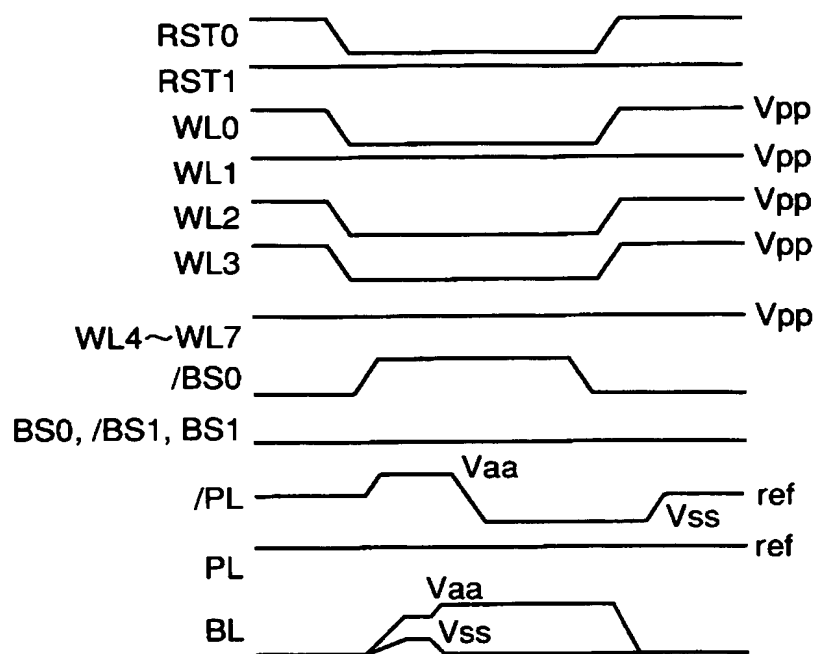 RST0
RST1
WL0 Vpp
WL1 Vpp
WL2 Vpp
WL3 Vpp
WL4～WL7 Vpp
/BS0
BS0, /BS1, BS1
/PL Vaa Vss ref
PL ref
BL Vaa Vss